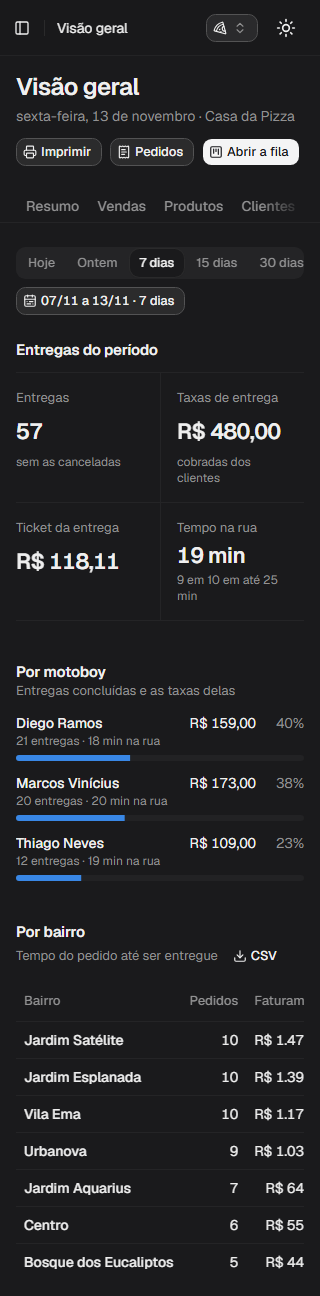 Visão geral
Visão geral
sexta-feira, 13 de novembro · Casa da Pizza
Imprimir
Pedidos
Abrir a fila
Resumo
Vendas
Produtos
Clientes
Hoje
Ontem
7 dias
15 dias
30 dias
07/11 a 13/11 · 7 dias
Entregas do período
Entregas
57
sem as canceladas
Taxas de entrega
R$ 480,00
cobradas dos
clientes
Ticket da entrega
R$ 118,11
Tempo na rua
19 min
9 em 10 em até 25
min
Por motoboy
Entregas concluídas e as taxas delas
Diego Ramos R$ 159,00 40%
21 entregas · 18 min na rua
Marcos Vinícius R$ 173,00 38%
20 entregas · 20 min na rua
Thiago Neves R$ 109,00 23%
12 entregas · 19 min na rua
Por bairro
Tempo do pedido até ser entregue
CSV
Bairro Pedidos Faturam
Jardim Satélite 10 R$ 1.47
Jardim Esplanada 10 R$ 1.39
Vila Ema 10 R$ 1.17
Urbanova 9 R$ 1.03
Jardim Aquarius 7 R$ 64
Centro 6 R$ 55
Bosque dos Eucaliptos 5 R$ 44